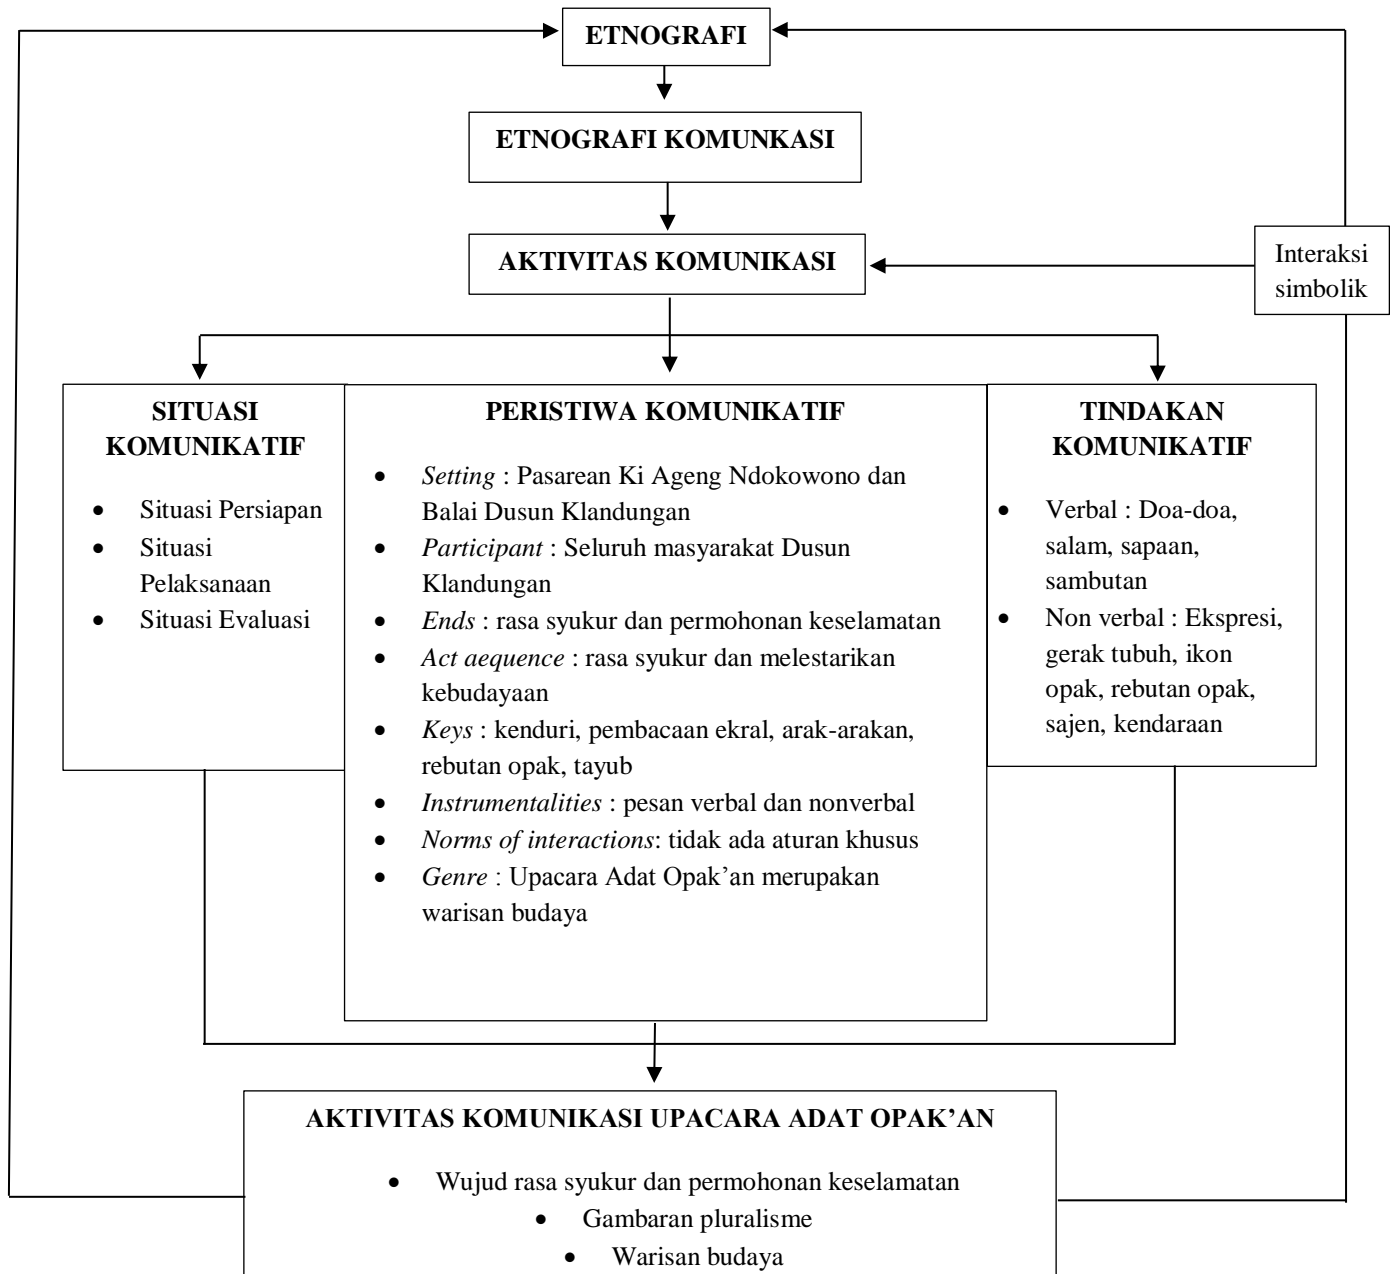 ETNOGRAFI
ETNOGRAFI KOMUNKASI
AKTIVITAS KOMUNIKASI
Interaksi
simbolik
SITUASI
KOMUNIKATIF
• Situasi Persiapan
• Situasi
Pelaksanaan
• Situasi Evaluasi
PERISTIWA KOMUNIKATIF
• Setting : Pasarean Ki Ageng Ndokowono dan
Balai Dusun Klandungan
• Participant : Seluruh masyarakat Dusun
Klandungan
• Ends : rasa syukur dan permohonan keselamatan
• Act aequence : rasa syukur dan melestarikan
kebudayaan
• Keys : kenduri, pembacaan ekral, arak-arakan,
rebutan opak, tayub
• Instrumentalities : pesan verbal dan nonverbal
• Norms of interactions: tidak ada aturan khusus
• Genre : Upacara Adat Opak’an merupakan
warisan budaya
TINDAKAN
KOMUNIKATIF
• Verbal : Doa-doa,
salam, sapaan,
sambutan
• Non verbal : Ekspresi,
gerak tubuh, ikon
opak, rebutan opak,
sajen, kendaraan
AKTIVITAS KOMUNIKASI UPACARA ADAT OPAK’AN
• Wujud rasa syukur dan permohonan keselamatan
• Gambaran pluralisme
• Warisan budaya